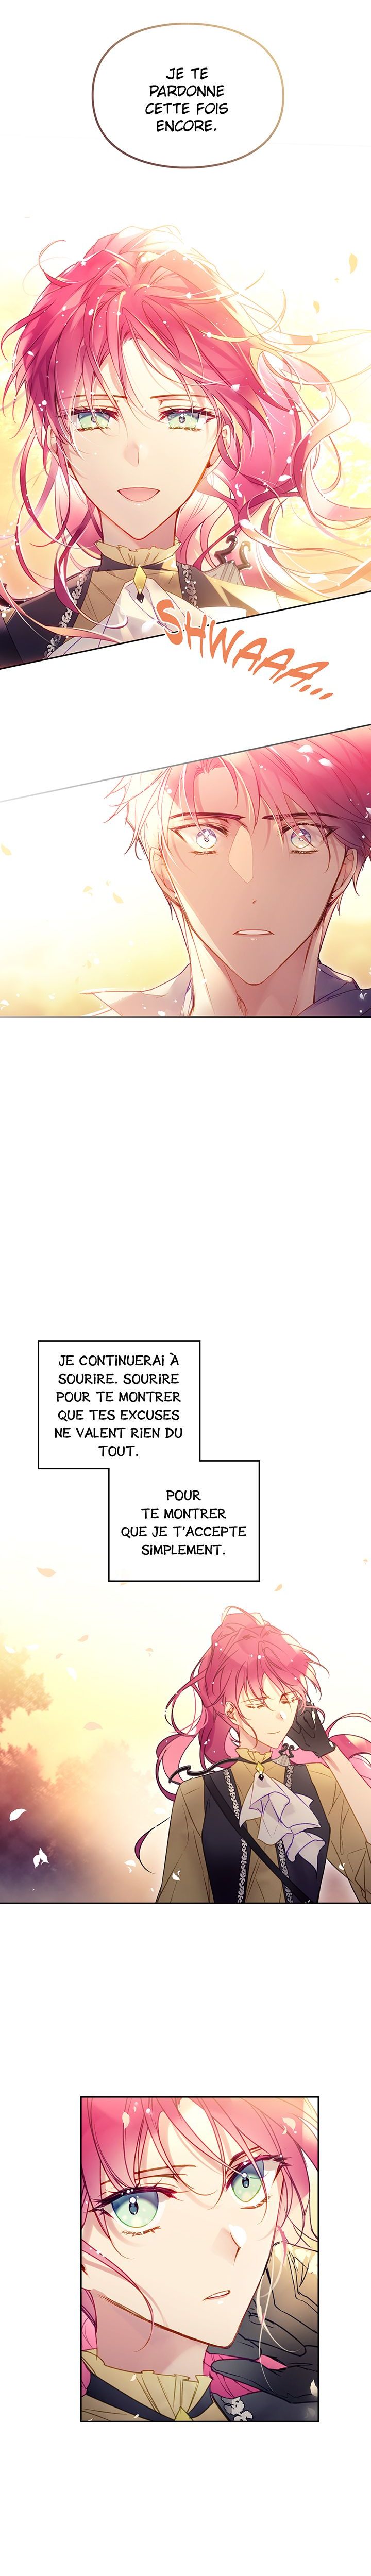 JE TE
PARDONNE
CETTE FOIS
ENCORE.
SHWAAA...
JE CONTINUERAI À
SOURIRE. SOURIRE
POUR TE MONTRER
QUE TES EXCUSES
NE VALENT RIEN DU
TOUT.
POUR
TE MONTRER
QUE JE T'ACCEPTE
SIMPLEMENT.